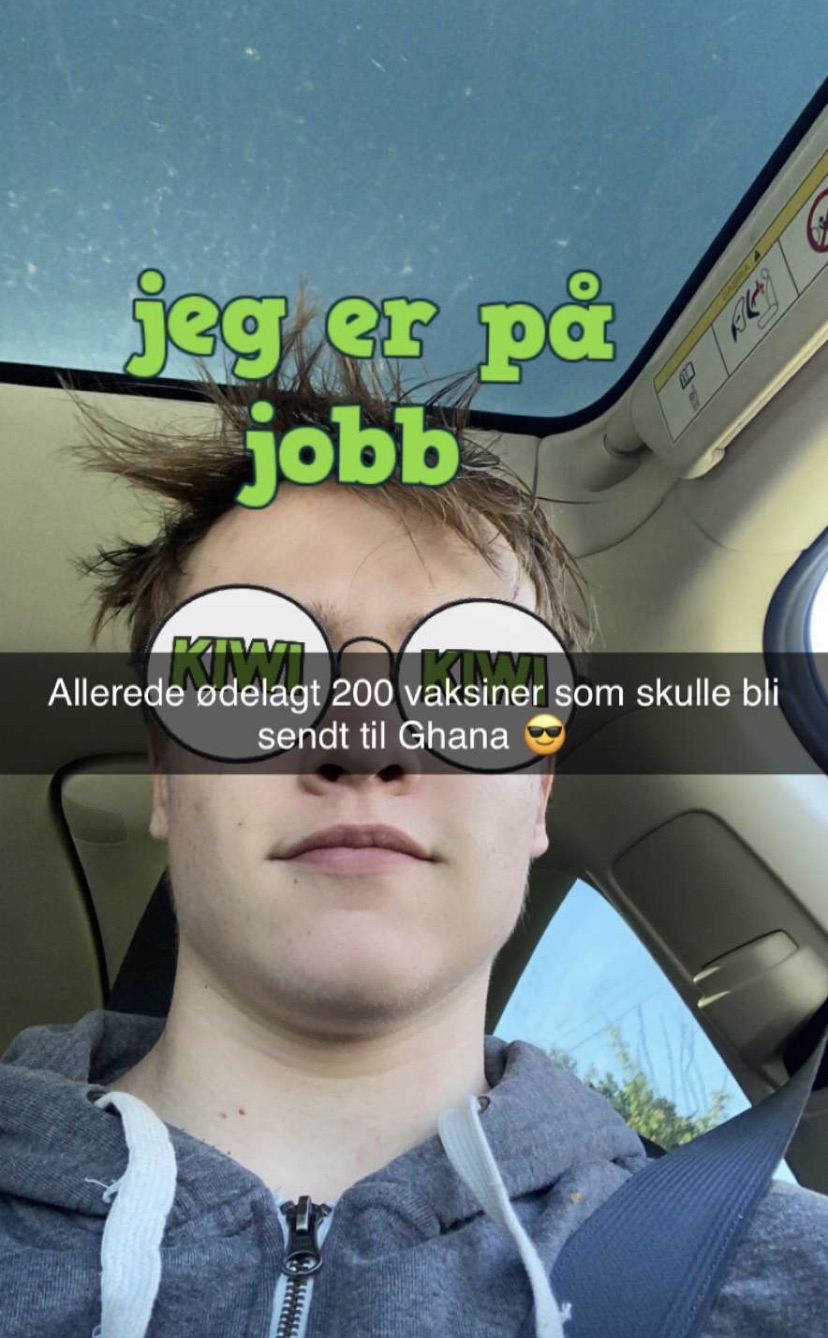 jeg er på
jobb
KIWI KIWI
Allerede ødelagt 200 vaksiner som skulle bli
sendt til Ghana 😎